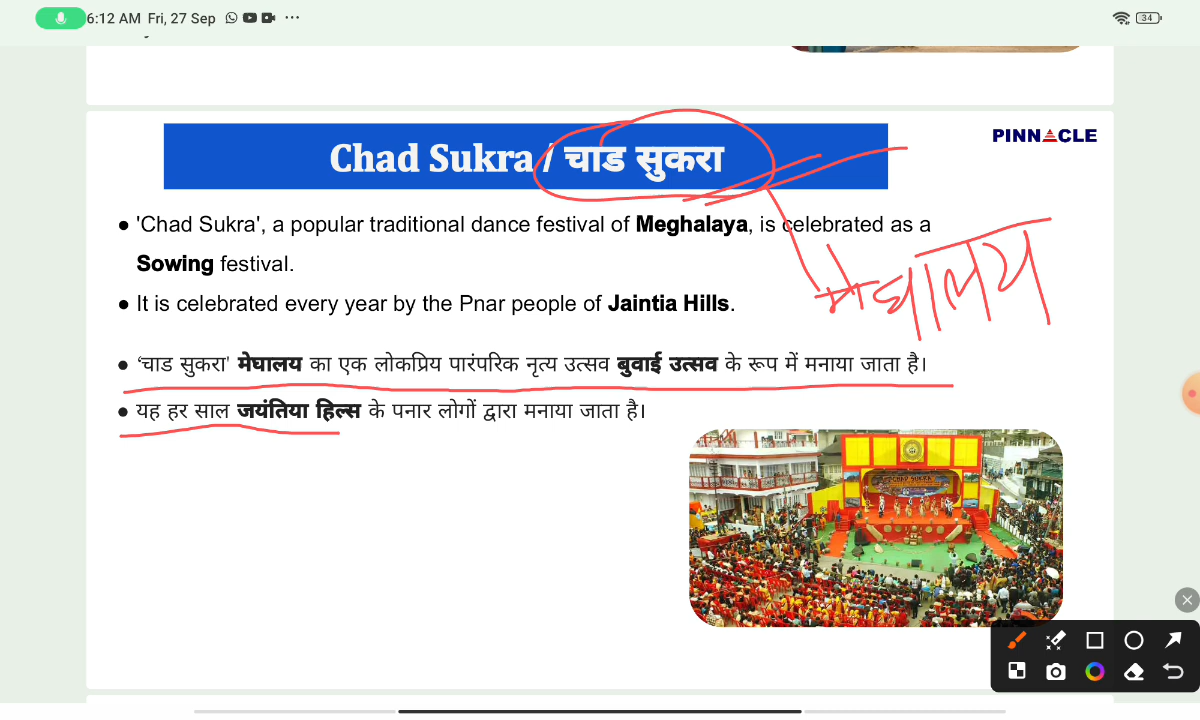 6:12 AM Fri, 27 Sep
34
Chad Sukra / चाड सुकरा
PINNACLE
• 'Chad Sukra', a popular traditional dance festival of Meghalaya, is celebrated as a
Sowing festival.
मेघालय
• It is celebrated every year by the Pnar people of Jaintia Hills.
• ‘चाड सुकरा' मेघालय का एक लोकप्रिय पारंपरिक नृत्य उत्सव बुवाई उत्सव के रूप में मनाया जाता है।
• यह हर साल जयंतिया हिल्स के पनार लोगों द्वारा मनाया जाता है।
CHAD SUKRA